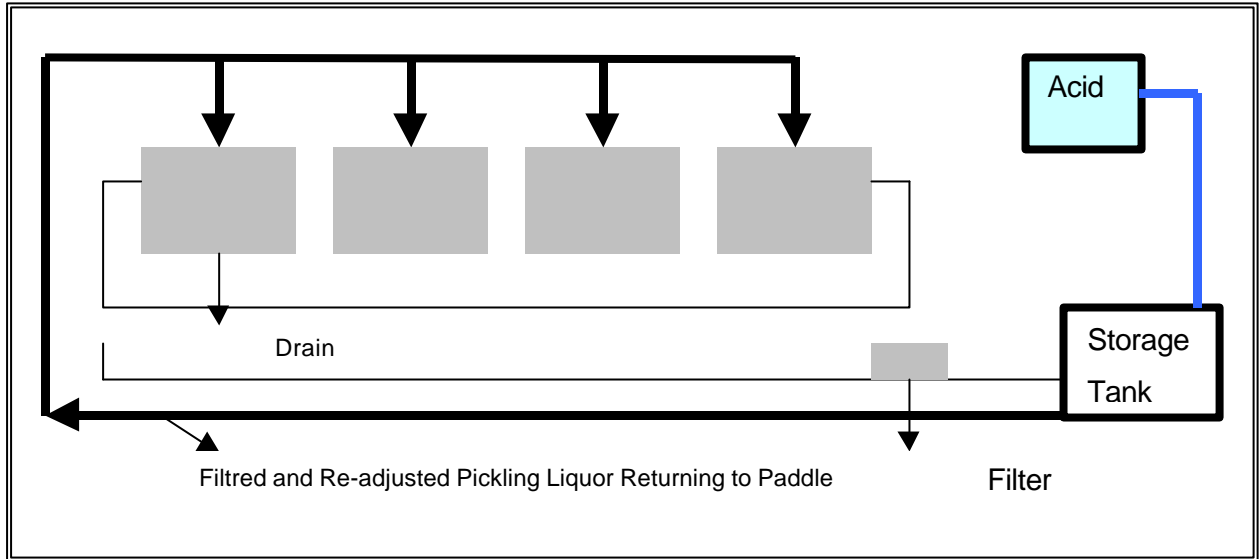 Acid
Storage
Tank
Drain
Filtred and Re-adjusted Pickling Liquor Returning to Paddle
Filter